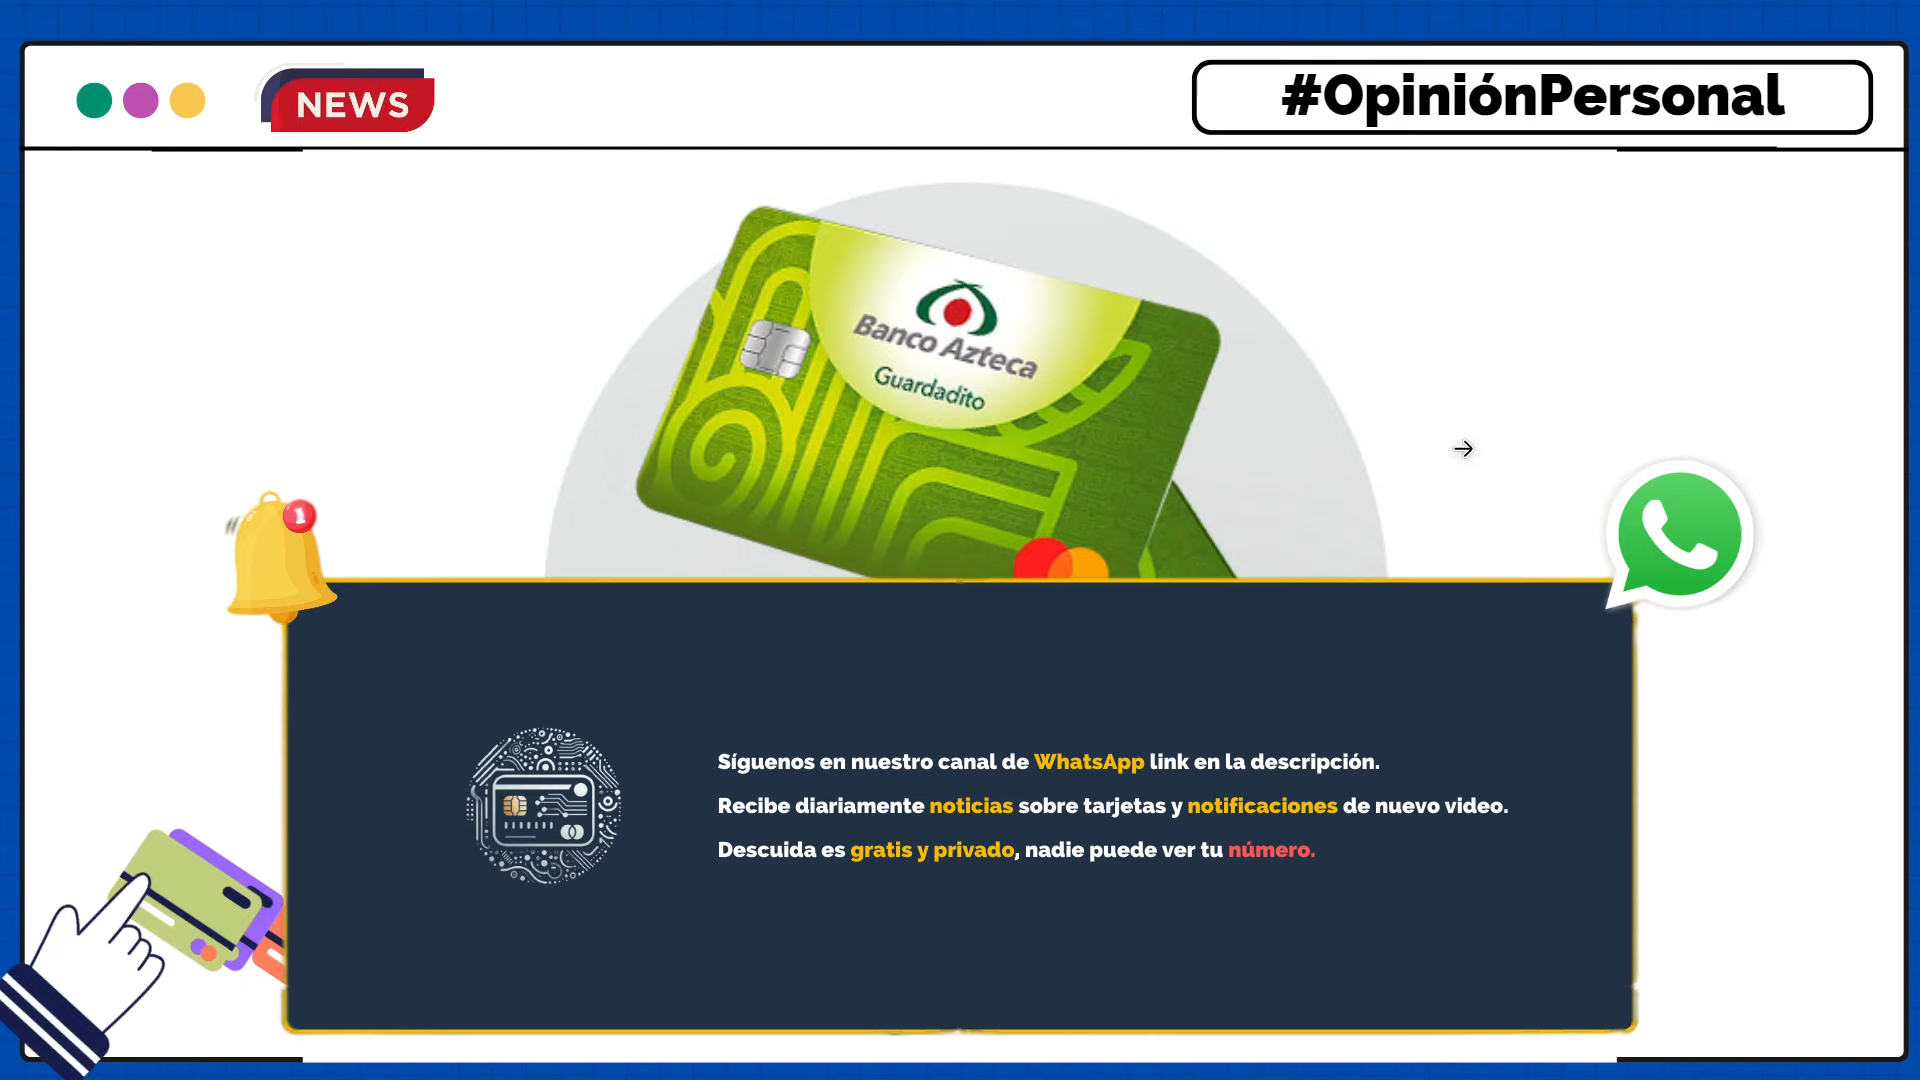 NEWS
#OpiniónPersonal
Banco Azteca
Guardadito
1
Síguenos en nuestro canal de WhatsApp link en la descripción.
Recibe diariamente noticias sobre tarjetas y notificaciones de nuevo video.
Descuida es gratis y privado, nadie puede ver tu número.